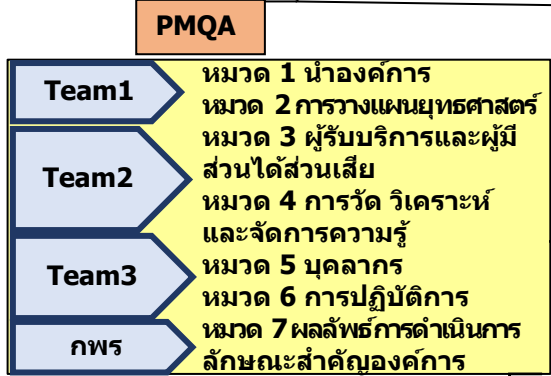 PMQA
Team1
Team2
Team3
กพร
หมวด 1 นำองค์การ
หมวด 2 การวางแผนยุทธศาสตร์
หมวด 3 ผู้รับบริการและผู้มี
ส่วนได้ส่วนเสีย
หมวด 4 การวัด วิเคราะห์
และจัดการความรู้
หมวด 5 บุคลากร
หมวด 6 การปฏิบัติการ
หมวด 7 ผลลัพธ์การดำเนินการ
ลักษณะสำคัญองค์การ